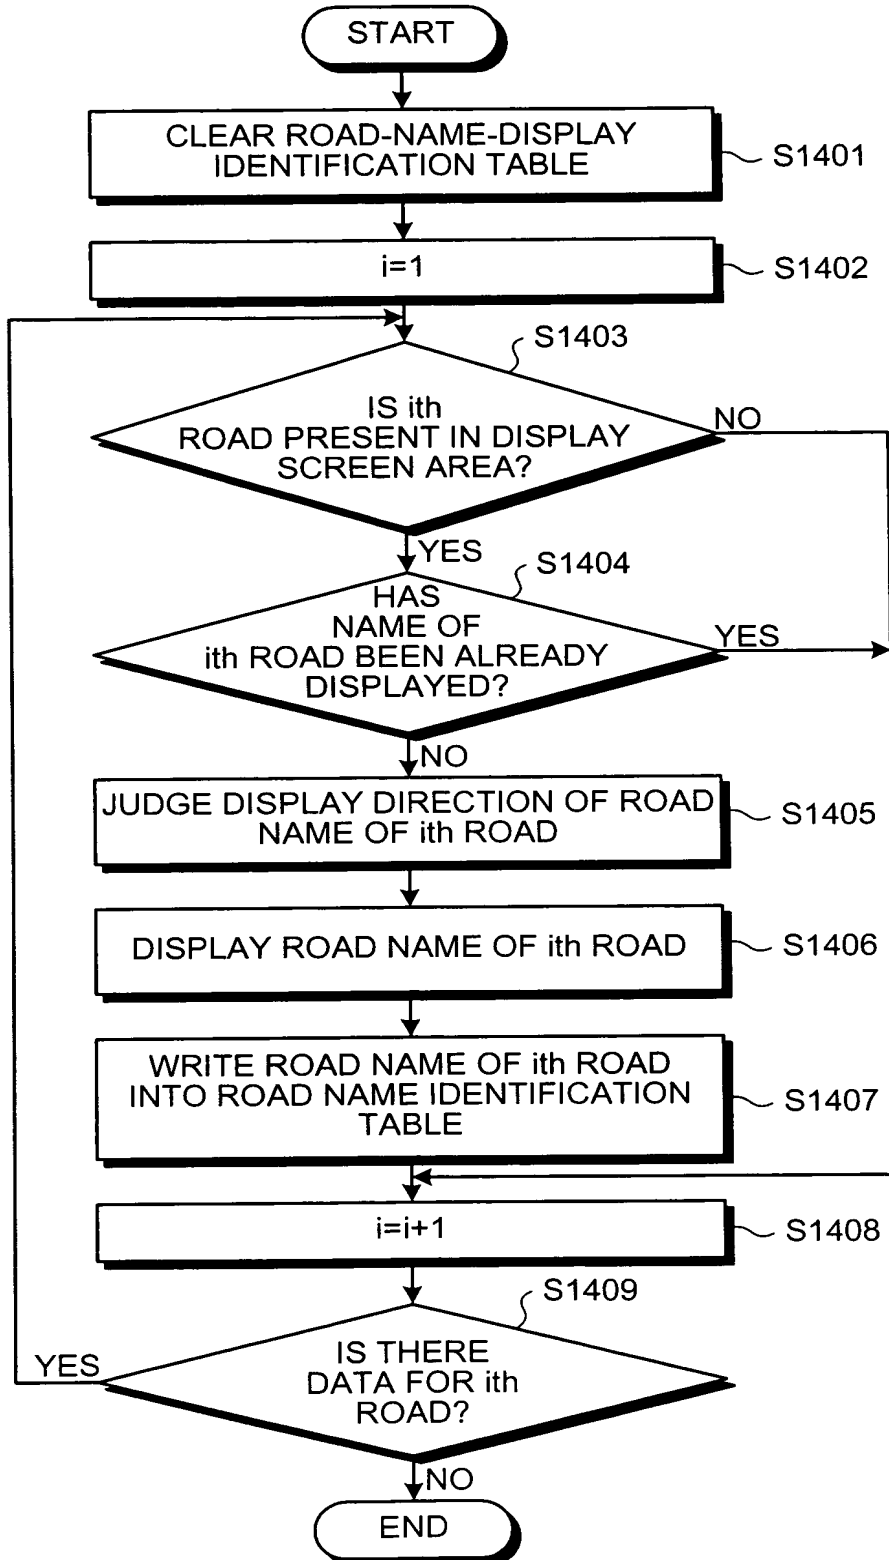 START
CLEAR ROAD-NAME-DISPLAY
IDENTIFICATION TABLE
S1401
i=1
S1402
S1403
IS ith
ROAD PRESENT IN DISPLAY
SCREEN AREA?
NO
YES
S1404
HAS
NAME OF
ith ROAD BEEN ALREADY
DISPLAYED?
YES
NO
JUDGE DISPLAY DIRECTION OF ROAD
NAME OF ith ROAD
S1405
DISPLAY ROAD NAME OF ith ROAD
S1406
WRITE ROAD NAME OF ith ROAD
INTO ROAD NAME IDENTIFICATION
TABLE
S1407
i=i+1
S1408
S1409
IS THERE
DATA FOR ith
ROAD?
YES
NO
END